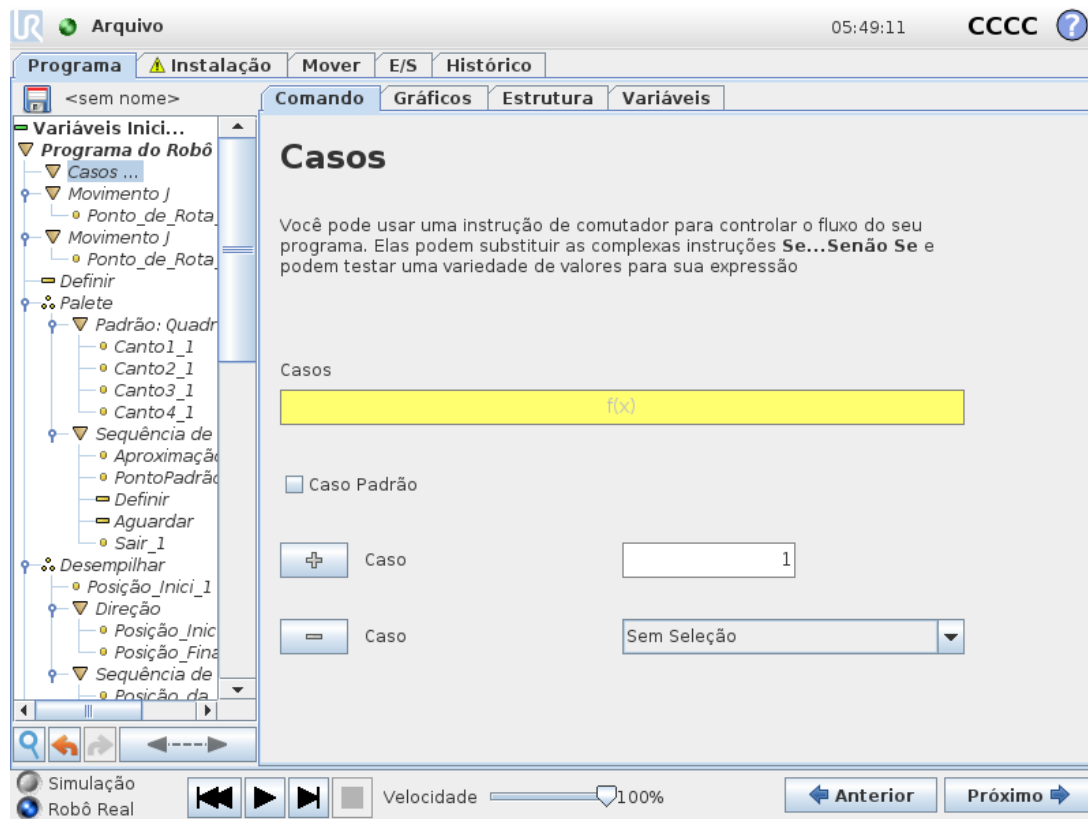 UR Arquivo 05:49:11 CCCC ?
Programa Instalação Mover E/S Histórico
<sem nome>
Comando Gráficos Estrutura Variáveis
Variáveis Inici...
Programa do Robô
Casos ...
Movimento J
Ponto_de_Rota_
Movimento J
Ponto_de_Rota_
Definir
Palete
Padrão: Quadr
Canto1_1
Canto2_1
Canto3_1
Canto4_1
Sequência de
Aproximação
PontoPadrão
Definir
Aguardar
Sair_1
Desempilhar
Posição_Inici_1
Direção
Posição_Inic
Posição_Fina
Sequência de
Posição_da_
Casos
Você pode usar uma instrução de comutador para controlar o fluxo do seu
programa. Elas podem substituir as complexas instruções Se...Senão Se e
podem testar uma variedade de valores para sua expressão
Casos
f(x)
Caso Padrão
Caso 1
Caso Sem Seleção
Simulação
Robô Real
Velocidade 100%
Anterior Próximo